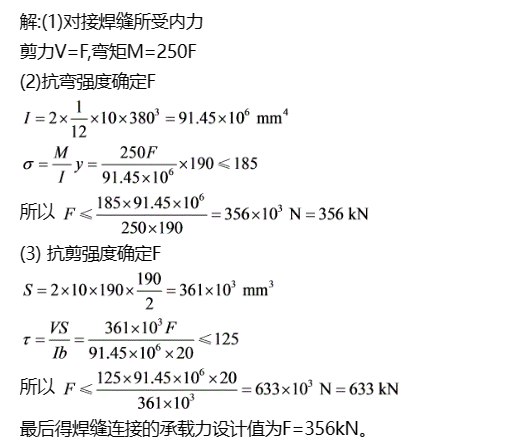 解:(1)对接焊缝所受内力
剪力V=F,弯矩M=250F
(2)抗弯强度确定F
I=2×1/12×10×380³=91.45×10⁶ mm⁴
σ=M/I y=250F/91.45×10⁶×190⩽185
所以 F⩽185×91.45×10⁶/250×190=356×10³ N=356 kN
(3) 抗剪强度确定F
S=2×10×190×190/2=361×10³ mm³
τ=VS/Ib=361×10³F/91.45×10⁶×20⩽125
所以 F⩽125×91.45×10⁶×20/361×10³=633×10³ N=633 kN
最后得焊缝连接的承载力设计值为F=356kN。